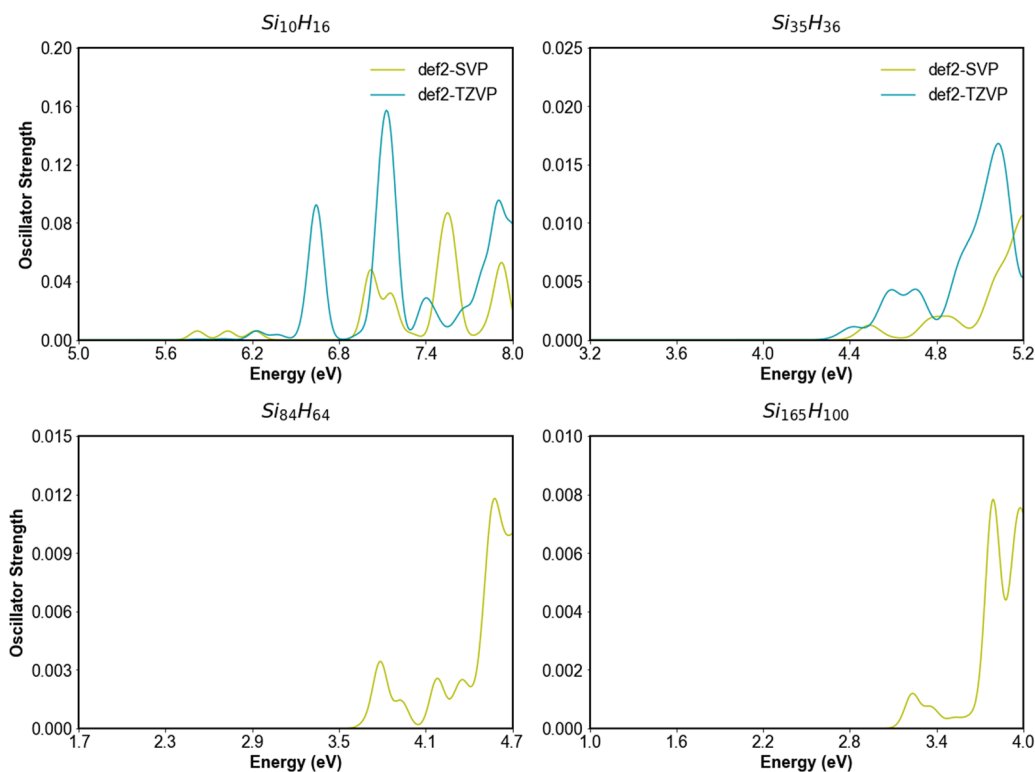 Si₁₀H₁₆
Oscillator Strength
0.20
0.16
0.12
0.08
0.04
0.00
def2-SVP
def2-TZVP
5.0 5.6 6.2 6.8 7.4 8.0
Energy (eV)
Si₃₅H₃₆
0.025
0.020
0.015
0.010
0.005
0.000
def2-SVP
def2-TZVP
3.2 3.6 4.0 4.4 4.8 5.2
Energy (eV)
Si₈₄H₆₄
Oscillator Strength
0.015
0.012
0.009
0.006
0.003
0.000
1.7 2.3 2.9 3.5 4.1 4.7
Energy (eV)
Si₁₆₅H₁₀₀
0.010
0.008
0.006
0.004
0.002
0.000
1.0 1.6 2.2 2.8 3.4 4.0
Energy (eV)